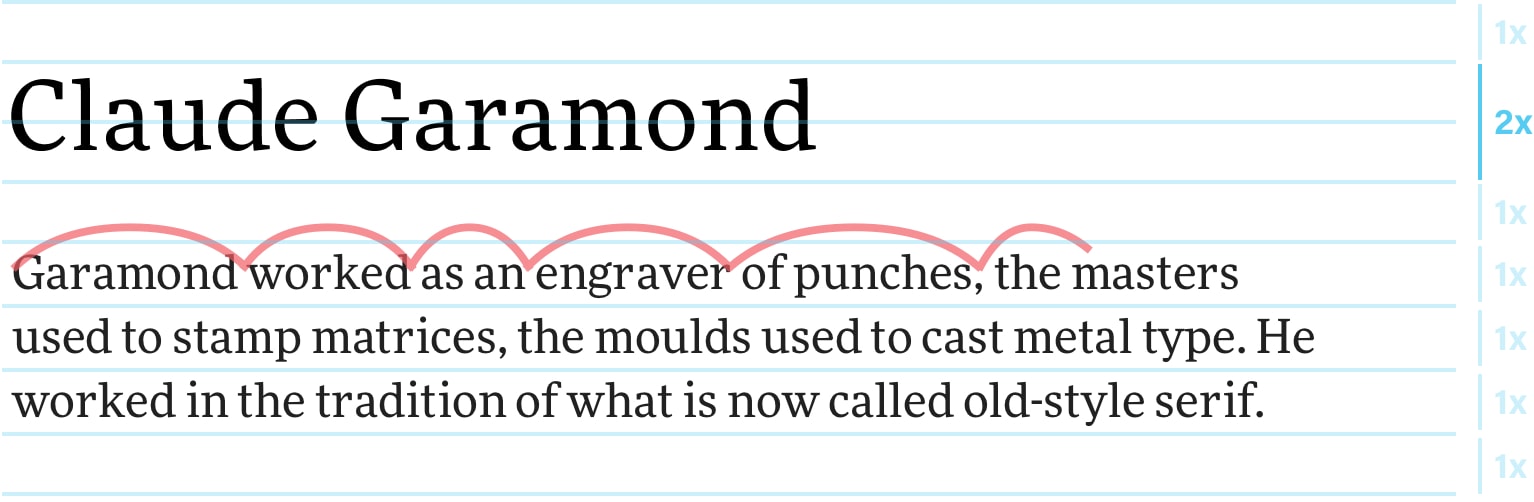 1x
Claude Garamond
2x
1x
Garamond worked as an engraver of punches, the masters
1x
used to stamp matrices, the moulds used to cast metal type. He
1x
worked in the tradition of what is now called old-style serif.
1x
1x